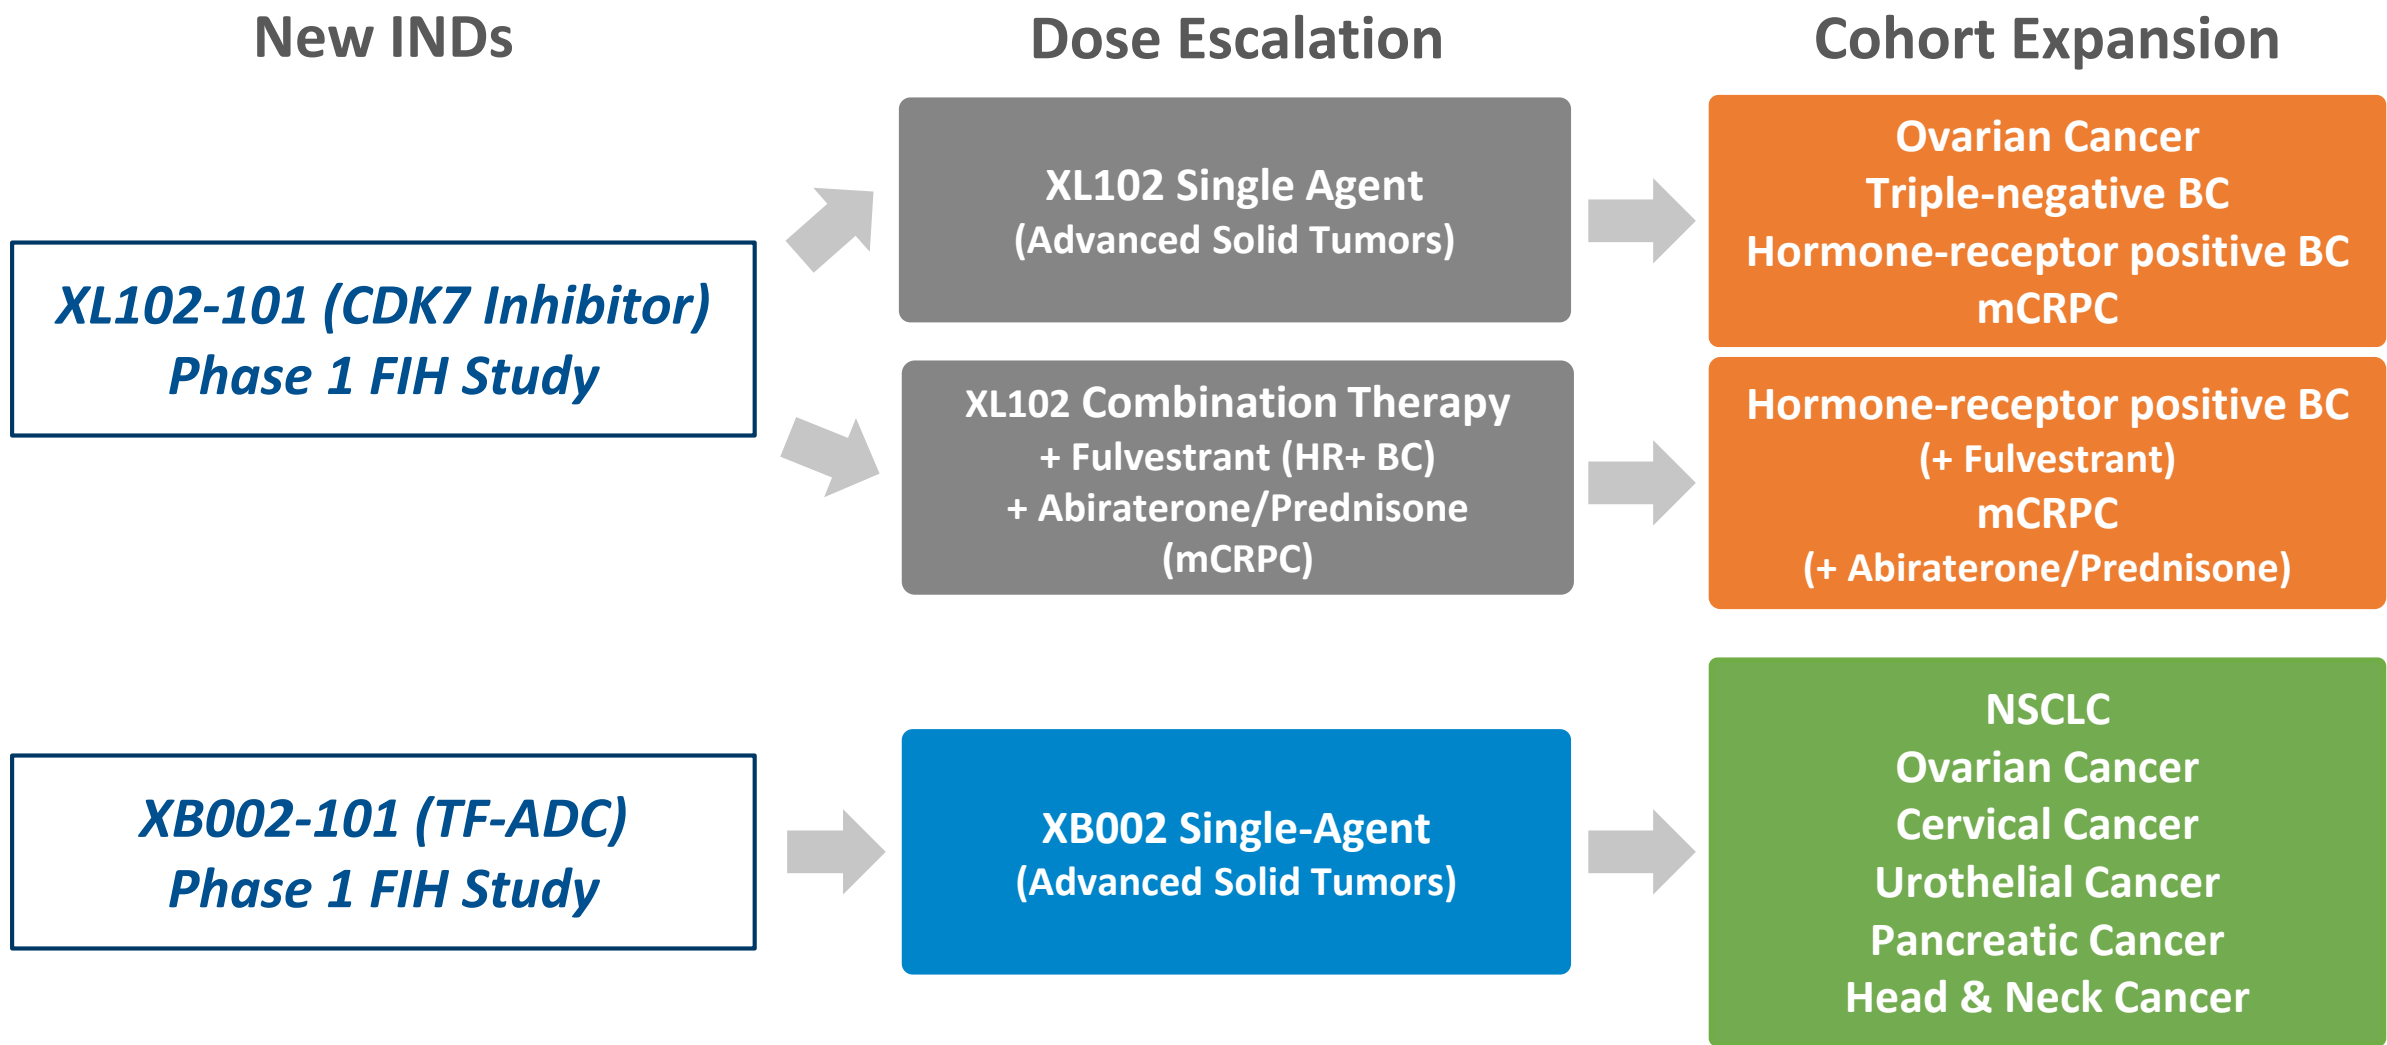 New INDs
Dose Escalation
Cohort Expansion
XL102-101 (CDK7 Inhibitor)
Phase 1 FIH Study
XL102 Single Agent
(Advanced Solid Tumors)
Ovarian Cancer
Triple-negative BC
Hormone-receptor positive BC
mCRPC
XL102 Combination Therapy
+ Fulvestrant (HR+ BC)
+ Abiraterone/Prednisone
(mCRPC)
Hormone-receptor positive BC
(+ Fulvestrant)
mCRPC
(+ Abiraterone/Prednisone)
XB002-101 (TF-ADC)
Phase 1 FIH Study
XB002 Single-Agent
(Advanced Solid Tumors)
NSCLC
Ovarian Cancer
Cervical Cancer
Urothelial Cancer
Pancreatic Cancer
Head & Neck Cancer